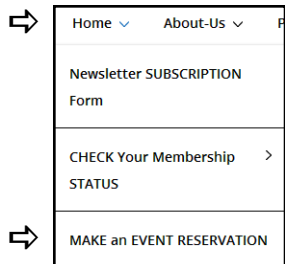 Home About-Us
Newsletter SUBSCRIPTION
Form
CHECK Your Membership
STATUS
MAKE an EVENT RESERVATION